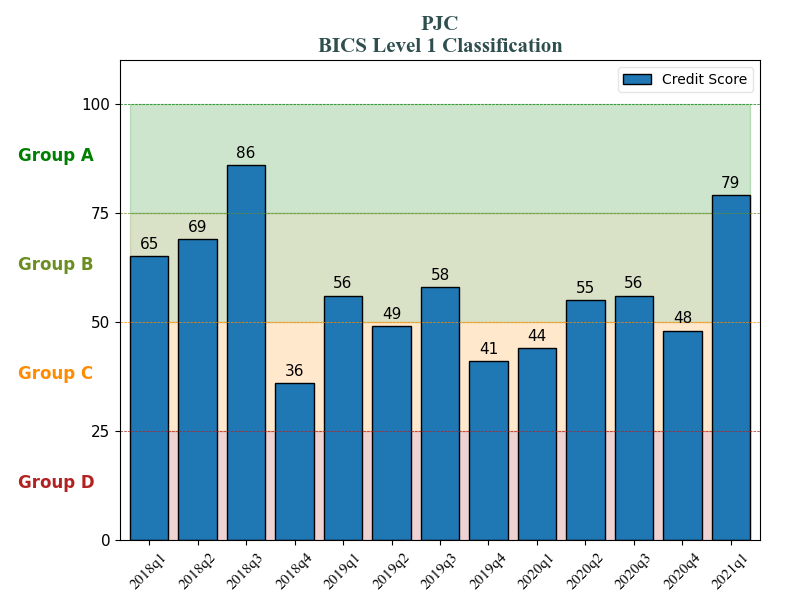 PJC
BICS Level 1 Classification
Credit Score
100
Group A
86
79
75
69
65
Group B
56
49
58
55
56
50
48
36
41
44
Group C
25
Group D
0
2018q1
2018q2
2018q3
2018q4
2019q1
2019q2
2019q3
2019q4
2020q1
2020q2
2020q3
2020q4
2021q1